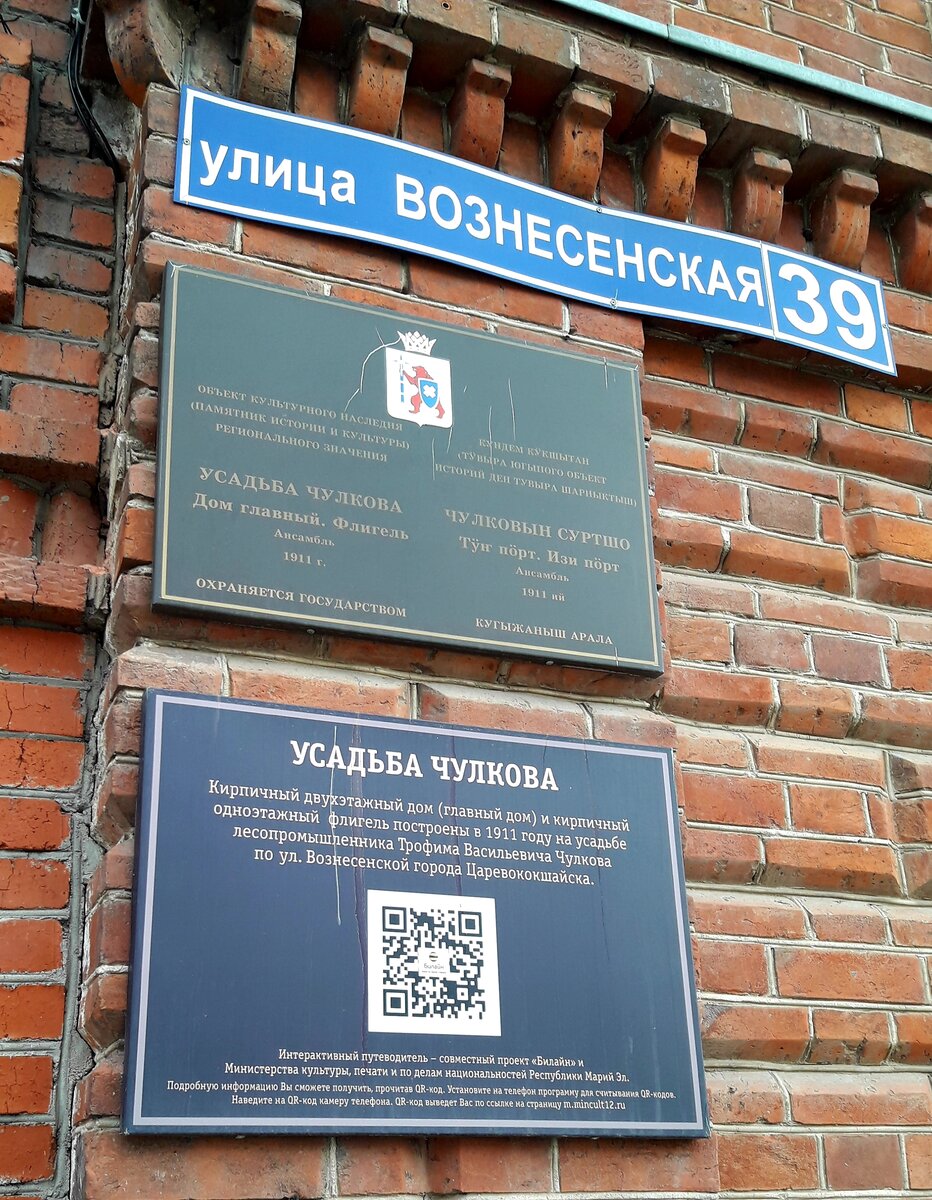 улица ВОЗНЕСЕНСКАЯ 39
ОБЪЕКТ КУЛЬТУРНОГО НАСЛЕДИЯ
(ПАМЯТНИК ИСТОРИИ И КУЛЬТУРЫ)
РЕГИОНАЛЬНОГО ЗНАЧЕНИЯ
УСАДЬБА ЧУЛКОВА
Дом главный. Флигель
Ансамбль
1911 г.
ОХРАНЯЕТСЯ ГОСУДАРСТВОМ
КУНДЕМ КУКШЫТАН
(ТУВЫРА ЮГЫПОГО ОБЪЕКТ
ИСТОРИЙ ДЕН ТУВЫРА ШАРНЫКТЫШ)
ЧУЛКОВЫН СУРТШО
Тӱҥ пӧрт. Изи пӧрт
Ансамбль
1911 ий
КУГЫЖАНЫШ АРАЛА
УСАДЬБА ЧУЛКОВА
Кирпичный двухэтажный дом (главный дом) и кирпичный
одноэтажный флигель построены в 1911 году на усадьбе
лесопромышленника Трофима Васильевича Чулкова
по ул. Вознесенской города Царевококшайска.
Билайн
Интерактивный путеводитель – совместный проект «Билайн» и
Министерства культуры, печати и по делам национальностей Республики Марий Эл.
Подробную информацию Вы сможете получить, прочитав QR-код. Установите на телефон программу для считывания QR-кодов.
Наведите на QR-код камеру телефона. QR-код выведет Вас по ссылке на страницу m.mincult12.ru